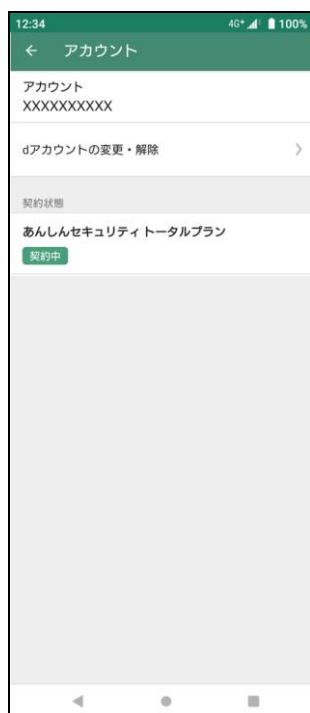 12:34 4G+ 100%
アカウント
アカウント
XXXXXXXXXX
dアカウントの変更・解除
契約状態
あんしんセキュリティ トータルプラン
契約中